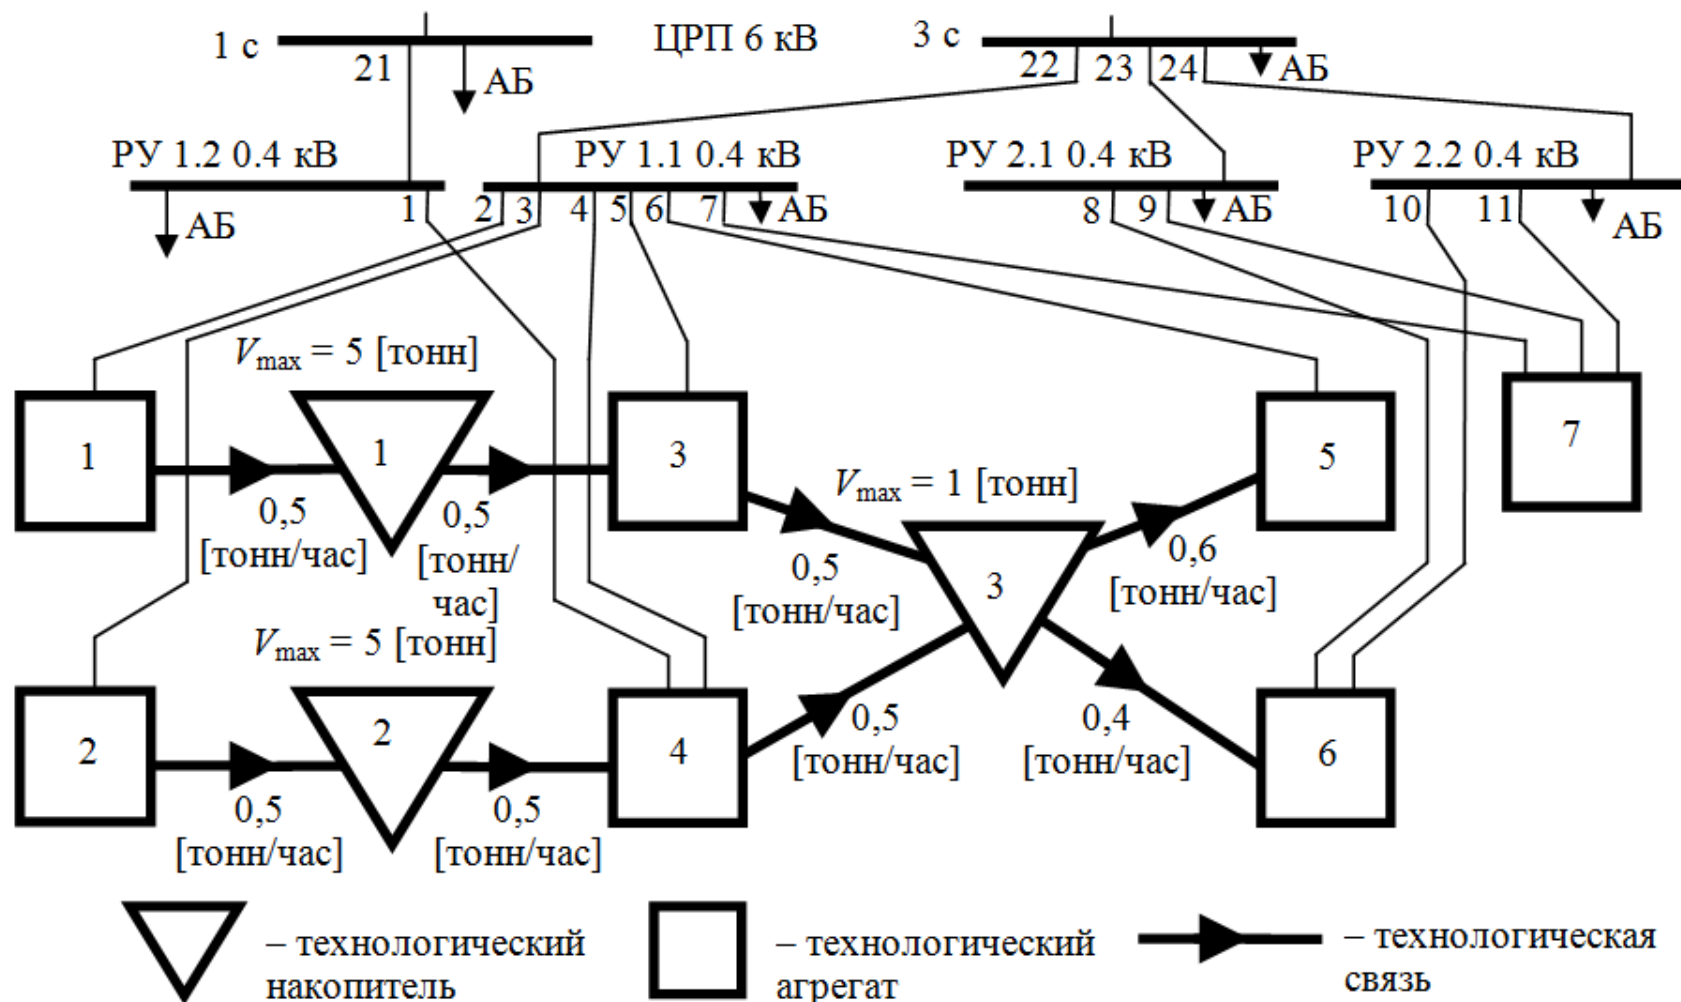 1 с
ЦРП 6 кВ
3 с
21
АБ
22
23
24
АБ
РУ 1.2 0.4 кВ
РУ 1.1 0.4 кВ
РУ 2.1 0.4 кВ
РУ 2.2 0.4 кВ
АБ
1
2
3
4
5
6
7
АБ
8
9
АБ
10
11
АБ
Vmax = 5 [тонн]
1
1
3
5
7
0,5
[тонн/час]
0,5
[тонн/
час]
Vmax = 1 [тонн]
0,5
[тонн/час]
3
0,6
[тонн/час]
Vmax = 5 [тонн]
2
2
4
6
0,5
[тонн/час]
0,5
[тонн/час]
0,5
[тонн/час]
0,4
[тонн/час]
– технологический
накопитель
– технологический
агрегат
– технологическая
связь